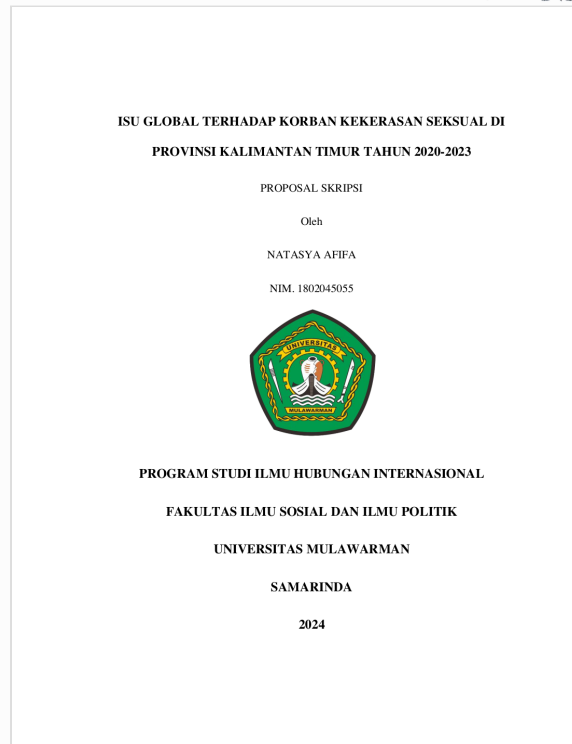 ISU GLOBAL TERHADAP KORBAN KEKERASAN SEKSUAL DI
PROVINSI KALIMANTAN TIMUR TAHUN 2020-2023
PROPOSAL SKRIPSI
Oleh
NATASYA AFIFA
NIM. 1802045055
UNIVERSITAS
MULAWARMAN
PROGRAM STUDI ILMU HUBUNGAN INTERNASIONAL
FAKULTAS ILMU SOSIAL DAN ILMU POLITIK
UNIVERSITAS MULAWARMAN
SAMARINDA
2024